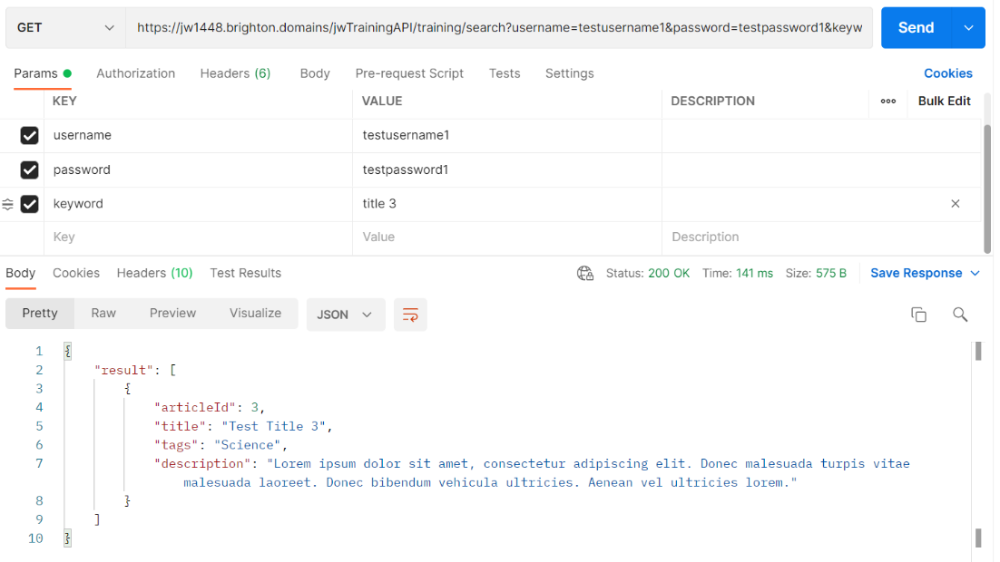 GET https://jw1448.brighton.domains/jwTrainingAPI/training/search?username=testusername1&password=testpassword1&keyw Send
Params Authorization Headers (6) Body Pre-request Script Tests Settings Cookies
KEY VALUE DESCRIPTION ooo Bulk Edit
username testusername1
password testpassword1
keyword title 3
Key Value Description
Body Cookies Headers (10) Test Results Status: 200 OK Time: 141 ms Size: 575 B Save Response
Pretty Raw Preview Visualize JSON
1 {
2 "result": [
3 {
4 "articleId": 3,
5 "title": "Test Title 3",
6 "tags": "Science",
7 "description": "Lorem ipsum dolor sit amet, consectetur adipiscing elit. Donec malesuada turpis vitae
malesuada laoreet. Donec bibendum vehicula ultricies. Aenean vel ultricies lorem."
8 }
9 ]
10 }